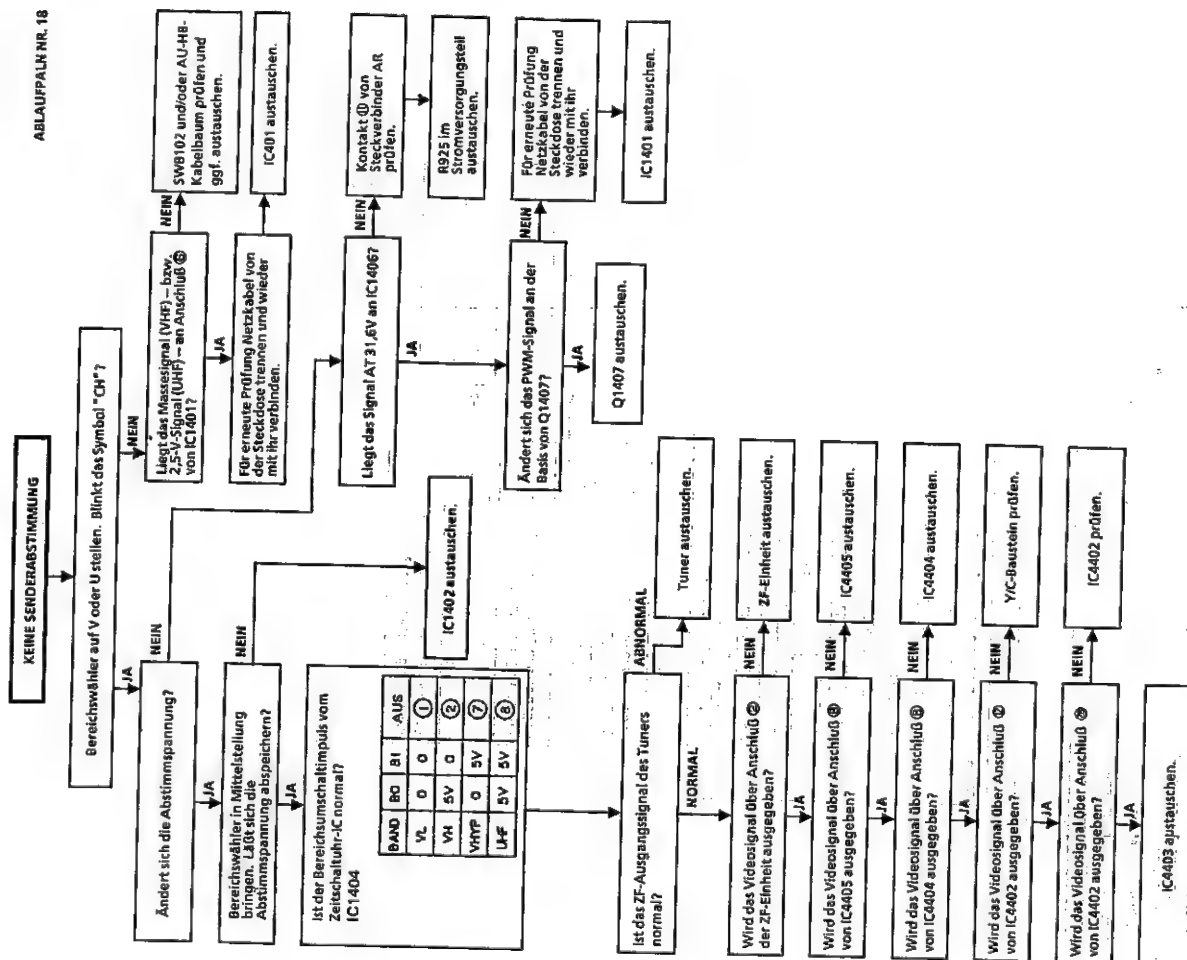 ABLAUFPALN NR. 18
KEINE SENDERABSTIMMUNG
Bereichswähler auf V oder U stellen. Blinkt das Symbol "CH"?
JA
NEIN
Liegt das Massesignal (VHF) – bzw.
2,5-V-Signal (UHF) – an Anschluß
von IC1401?
NEIN
SWB102 und/oder AU-HB-
Kabelbaum prüfen und
ggf. austauschen.
JA
Für erneute Prüfung Netzkabel von
der Steckdose trennen und wieder
mit ihr verbinden.
IC401 austauschen.
Ändert sich die Abstimmspannung?
NEIN
JA
Liegt das Signal AT 31,6V an IC1406?
NEIN
Kontakt ⑪ von
Steckverbinder AR
prüfen.
R925 im
Stromversorgungsteil
austauschen.
JA
Ändert sich das PWM-Signal an der
Basis von Q1407?
NEIN
Für erneute Prüfung
Netzkabel von der
Steckdose trennen und
wieder mit ihr
verbinden.
IC1401 austauschen.
JA
Q1407 austauschen.
Bereichswähler in Mittelstellung
bringen. Läßt sich die
Abstimmspannung abspeichern?
NEIN
IC1402 austauschen.
JA
Ist der Bereichsumschaltimpuls vom
Zeitschaltuhr-IC normal?
IC1404
BAND B0 B1 AUS
VL 0 0 ①
VH 5V 0 ②
VHYP 0 5V ⑦
UHF 5V 5V ⑧
Ist das ZF-Ausgangssignal des Tuners
normal?
ABNORMAL
Tuner austauschen.
NORMAL
Wird das Videosignal über Anschluß
der ZF-Einheit ausgegeben?
NEIN
ZF-Einheit austauschen.
JA
Wird das Videosignal über Anschluß
von IC4405 ausgegeben?
NEIN
IC4405 austauschen.
JA
Wird das Videosignal über Anschluß
von IC4404 ausgegeben?
NEIN
IC4404 austauschen.
JA
Wird das Videosignal über Anschluß
von IC4402 ausgegeben?
NEIN
Y/C-Baustein prüfen.
JA
Wird das Videosignal über Anschluß
von IC4402 ausgegeben?
NEIN
IC4402 prüfen.
JA
IC4403 austauschen.